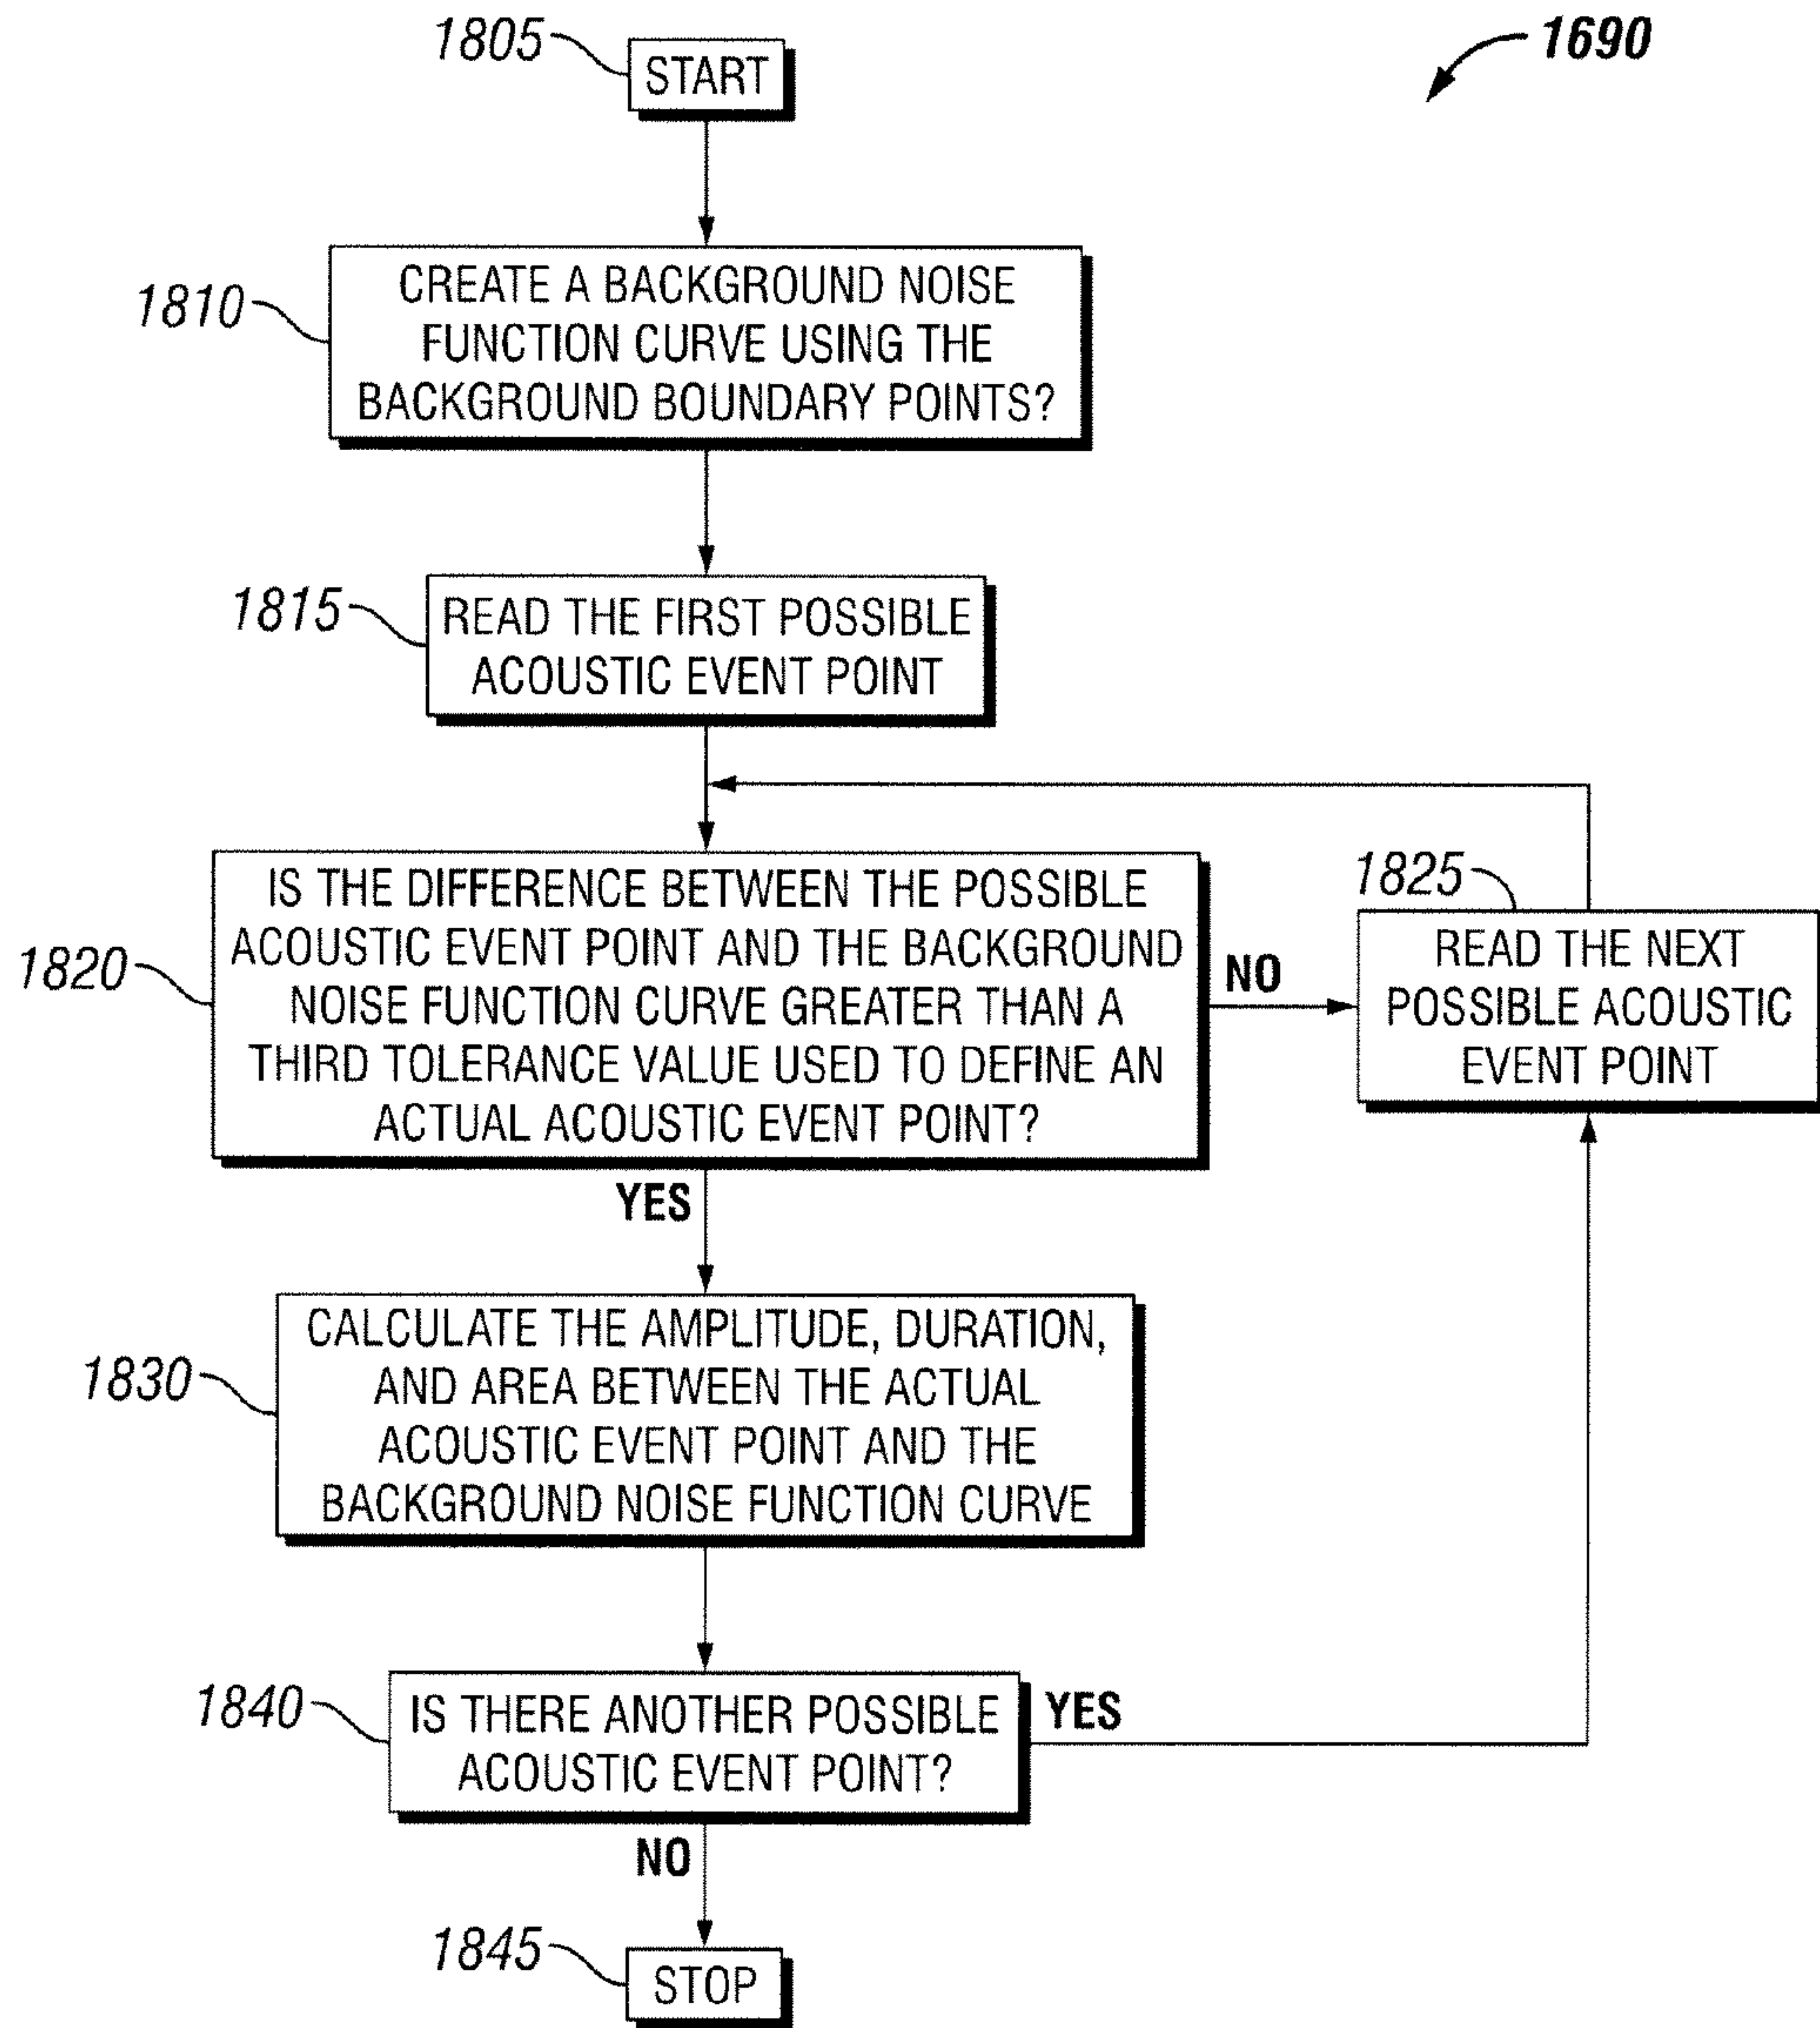 1805
START
1690
1810
CREATE A BACKGROUND NOISE
FUNCTION CURVE USING THE
BACKGROUND BOUNDARY POINTS?
1815
READ THE FIRST POSSIBLE
ACOUSTIC EVENT POINT
1820
IS THE DIFFERENCE BETWEEN THE POSSIBLE
ACOUSTIC EVENT POINT AND THE BACKGROUND
NOISE FUNCTION CURVE GREATER THAN A
THIRD TOLERANCE VALUE USED TO DEFINE AN
ACTUAL ACOUSTIC EVENT POINT?
NO
1825
READ THE NEXT
POSSIBLE ACOUSTIC
EVENT POINT
YES
1830
CALCULATE THE AMPLITUDE, DURATION,
AND AREA BETWEEN THE ACTUAL
ACOUSTIC EVENT POINT AND THE
BACKGROUND NOISE FUNCTION CURVE
1840
IS THERE ANOTHER POSSIBLE
ACOUSTIC EVENT POINT?
YES
NO
1845
STOP